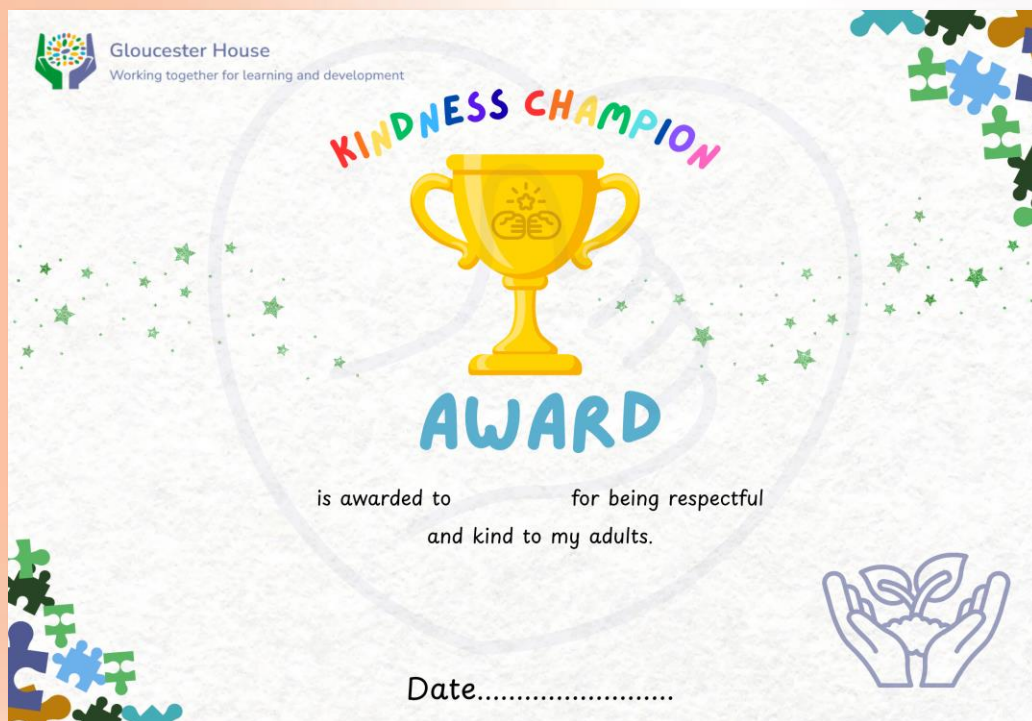 Gloucester House
Working together for learning and development
KINDNESS CHAMPION
AWARD
is awarded to for being respectful
and kind to my adults.
Date........................